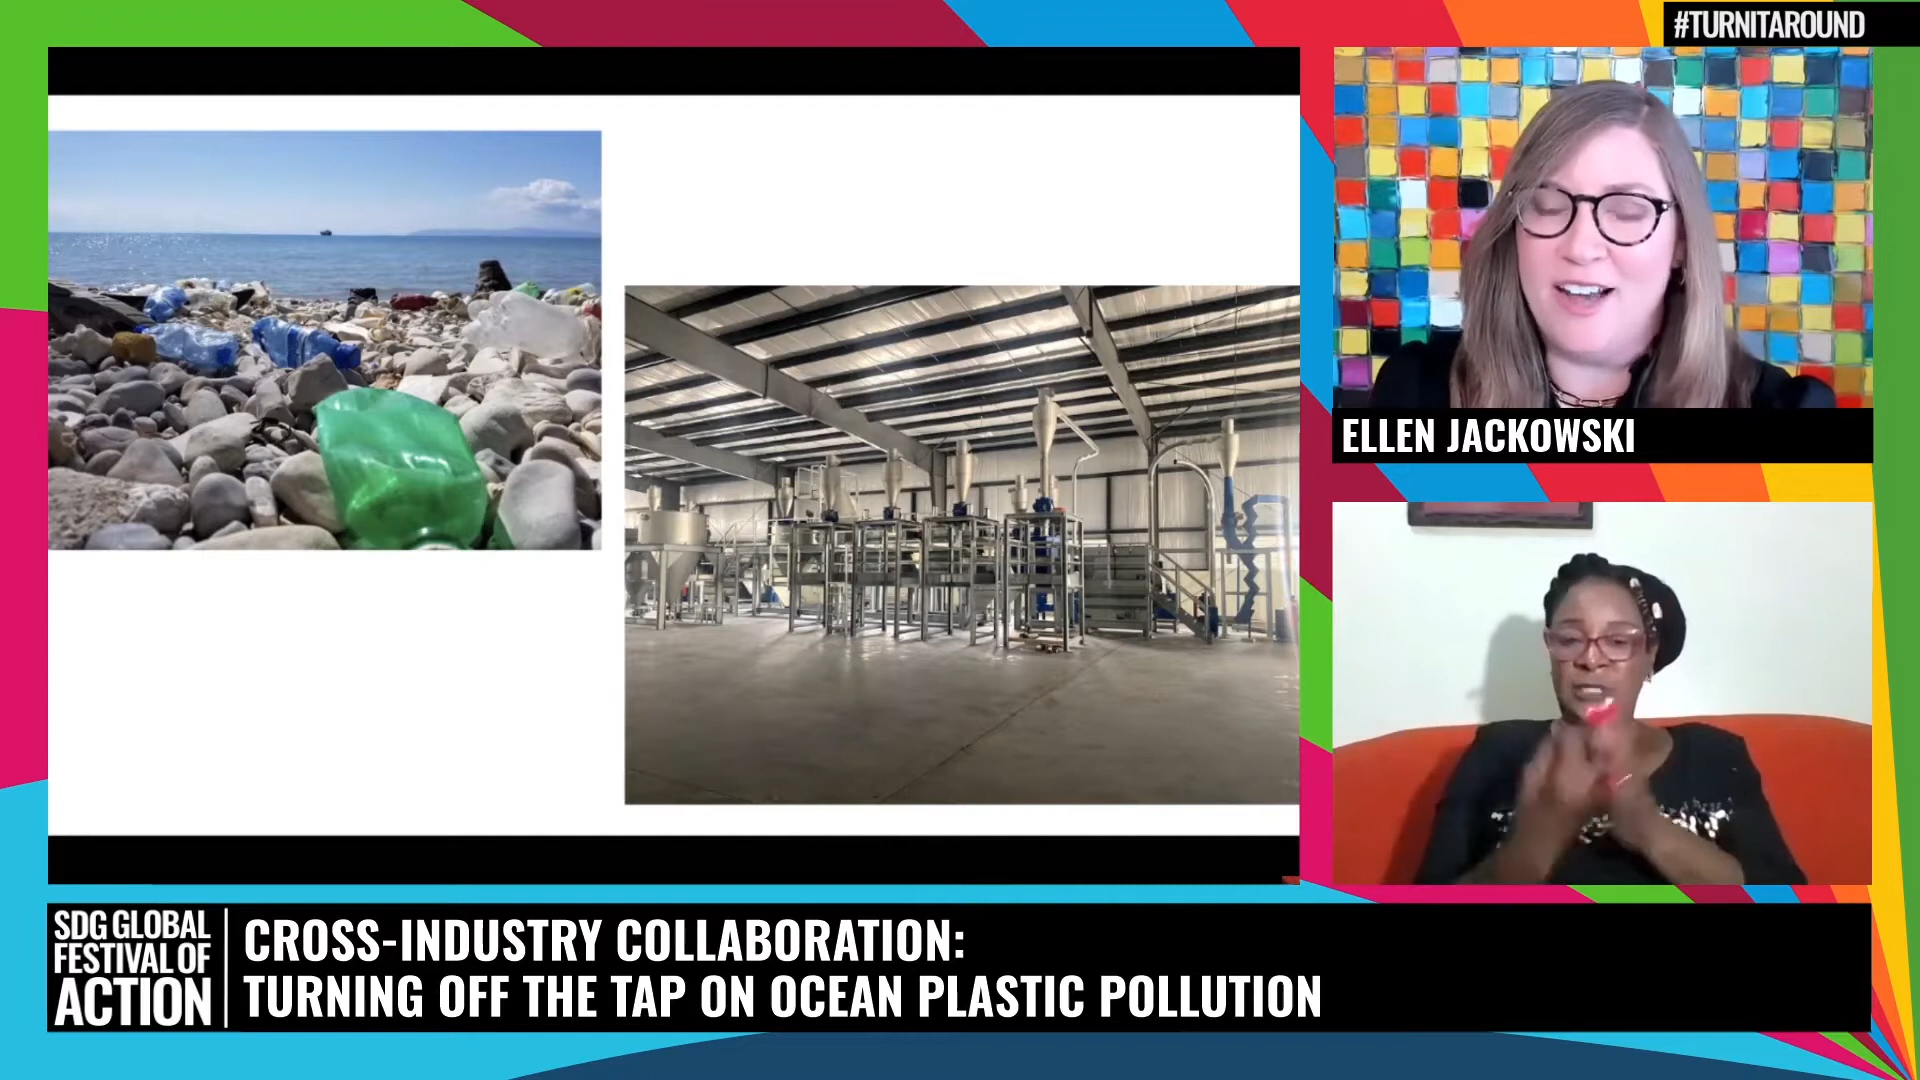 #TURNITAROUND
ELLEN JACKOWSKI
SDG GLOBAL
FESTIVAL OF
ACTION
CROSS-INDUSTRY COLLABORATION:
TURNING OFF THE TAP ON OCEAN PLASTIC POLLUTION